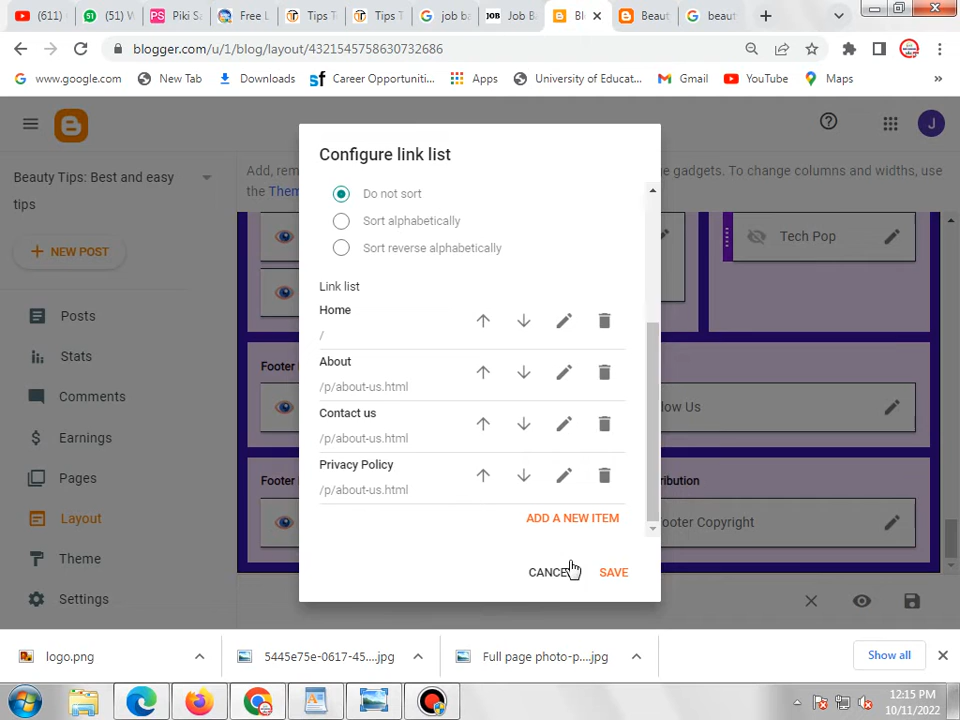 (611)
(51) W
Piki Sa
Free L
Tips T
Tips T
job ba
JOB
Job B
Bl
Beaut
beaut
blogger.com/u/1/blog/layout/4321545758630732686
www.google.com
New Tab
Downloads
Career Opportuniti...
Apps
University of Educat...
Gmail
YouTube
Maps
»
J
Beauty Tips: Best and easy
tips
NEW POST
Posts
Stats
Comments
Earnings
Pages
Layout
Theme
Settings
Add, rem
e gadgets. To change columns and widths, use
the Them
Tech Pop
Footer
low Us
Footer
ribution
ooter Copyright
Configure link list
Do not sort
Sort alphabetically
Sort reverse alphabetically
Link list
Home
/
About
/p/about-us.html
Contact us
/p/about-us.html
Privacy Policy
/p/about-us.html
ADD A NEW ITEM
CANCE
SAVE
logo.png
5445e75e-0617-45....jpg
Full page photo-p....jpg
Show all
12:15 PM
10/11/2022